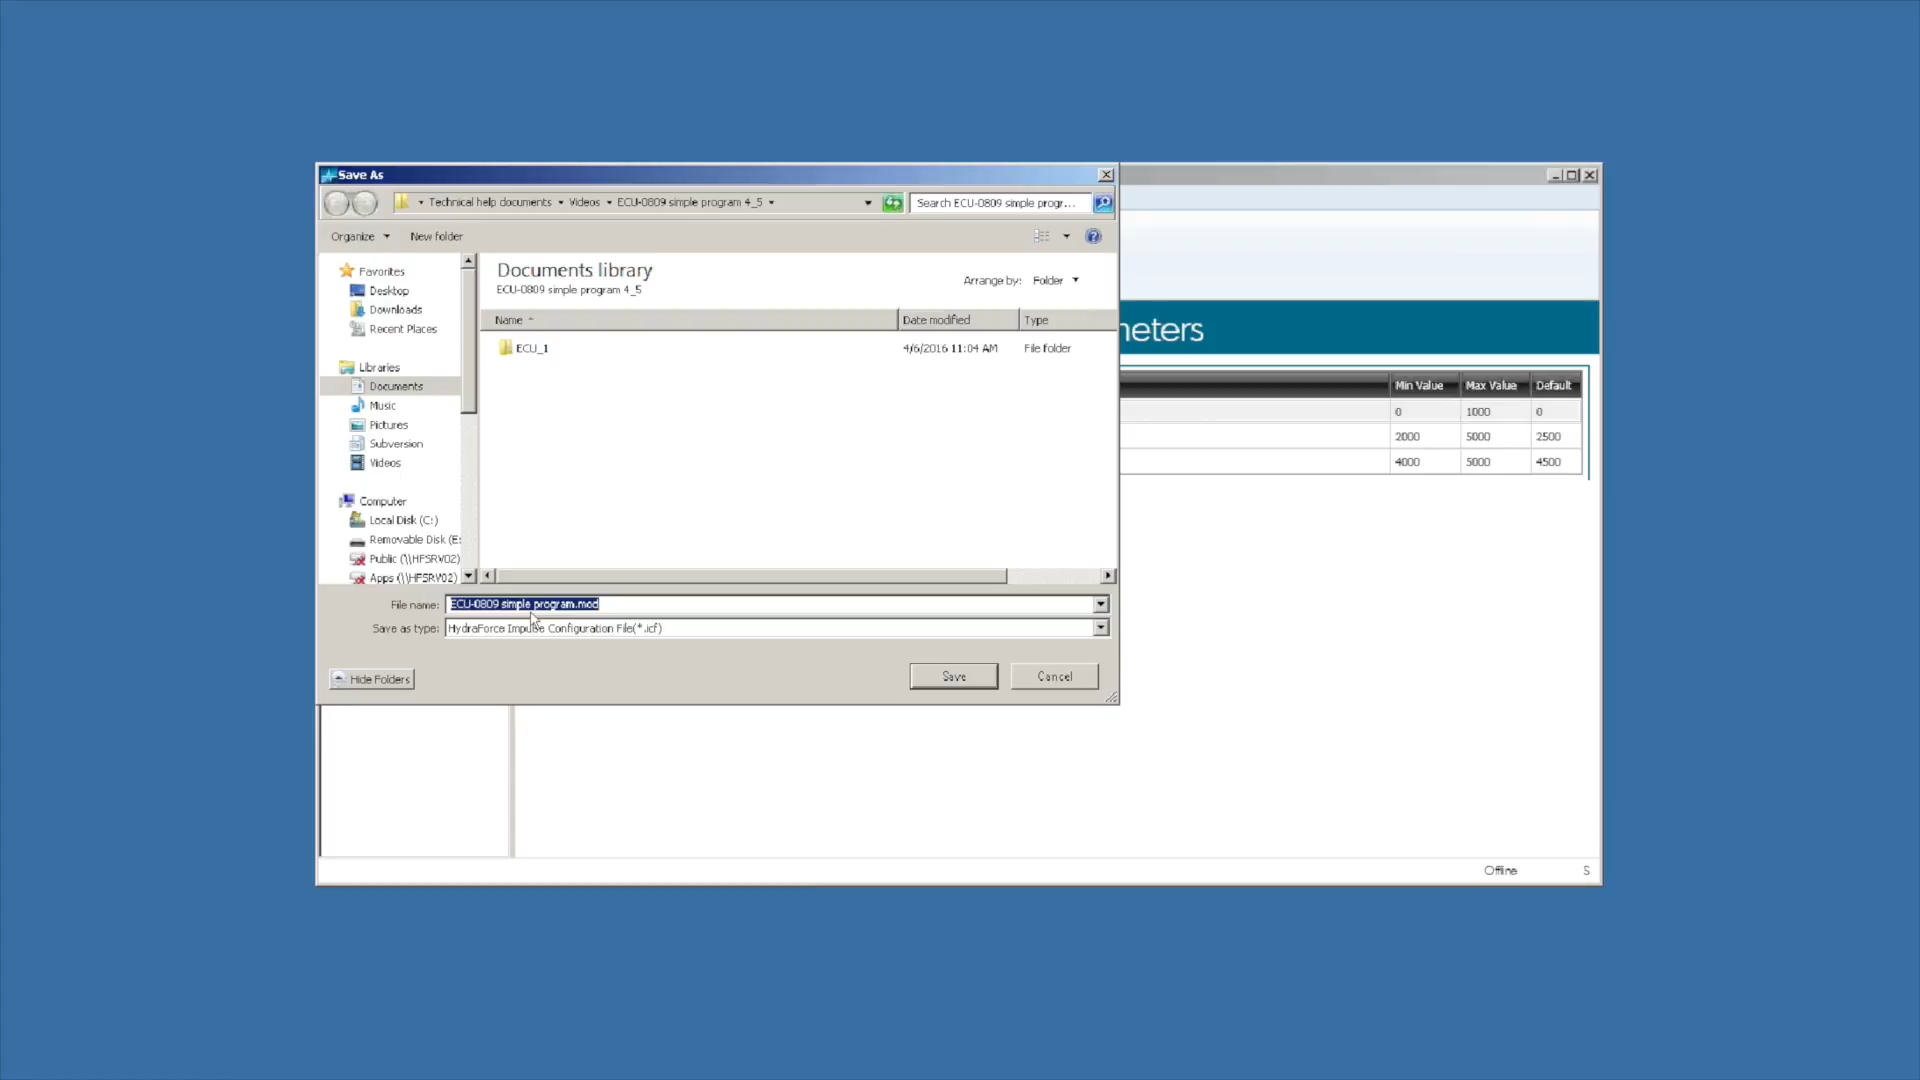 Save As
Technical help documents
Videos
ECU-0809 simple program 4_5
Search ECU-0809 simple progr...
Organize
New folder
Favorites
Desktop
Downloads
Recent Places
Libraries
Documents
Music
Pictures
Subversion
Videos
Computer
Local Disk (C:)
Removable Disk (E:
Public (\\HFSRV02)
Apps (\\HFSRV02)
Documents library
ECU-0809 simple program 4_5
Arrange by: Folder
Name Date modified Type
ECU_1 4/6/2016 11:04 AM File folder
File name: ECU-0809 simple program.mod
Save as type: HydraForce Impulse Configuration File(*.icf)
Hide Folders
Save
Cancel
meters
Min Value Max Value Default
0 1000 0
2000 5000 2500
4000 5000 4500
Offline S